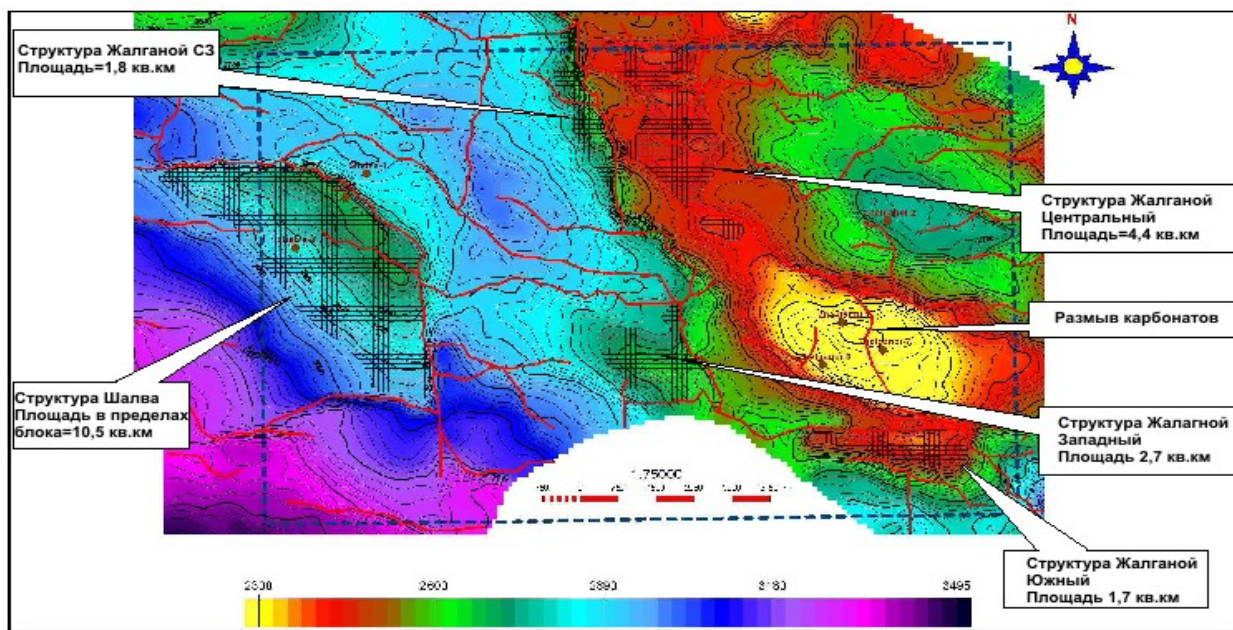 Структура Жалганой СЗ
Площадь=1,8 кв.км
N
Структура Жалганой
Центральный
Площадь=4,4 кв.км
Размыв карбонатов
Структура Шалва
Площадь в пределах
блока=10,5 кв.км
Структура Жалагной
Западный
Площадь 2,7 кв.км
Структура Жалганой
Южный
Площадь 1,7 кв.км
1:75000
2300 2600 2890 3180 3495